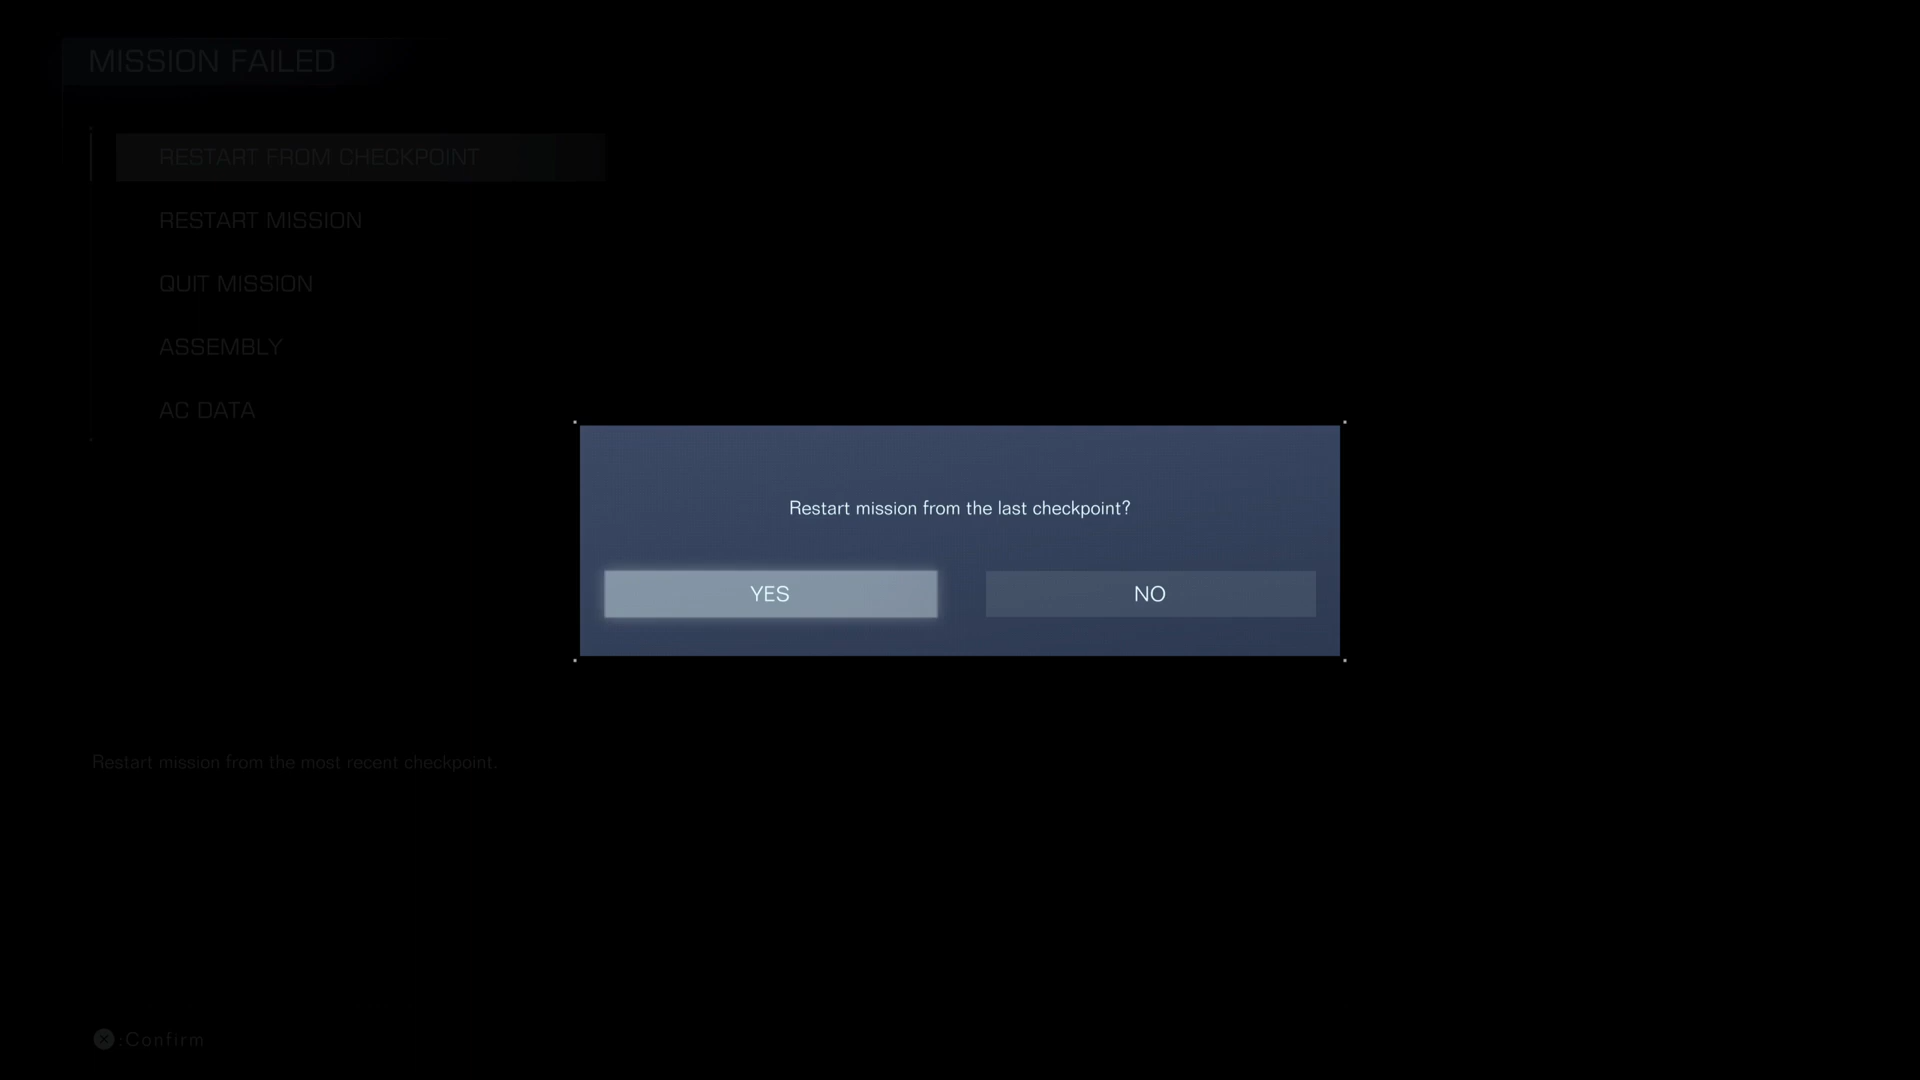 MISSION FAILED
RESTART FROM CHECKPOINT
RESTART MISSION
QUIT MISSION
ASSEMBLY
AC DATA
Restart mission from the last checkpoint?
YES
NO
Restart mission from the most recent checkpoint.
:Confirm